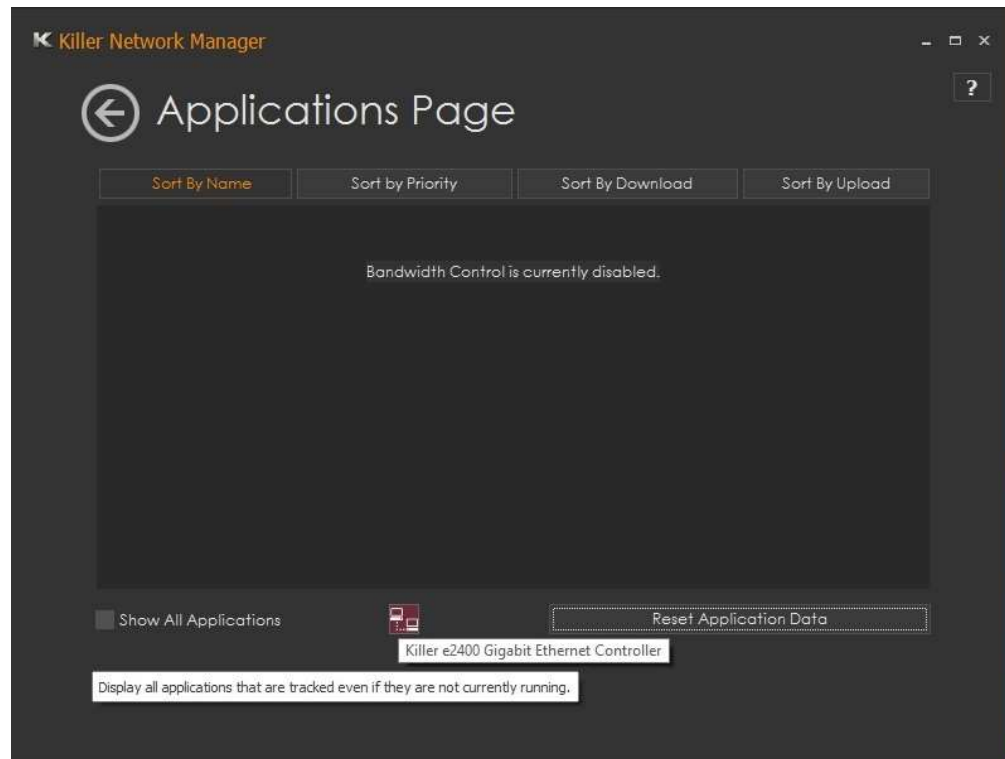 Killer Network Manager
?
Applications Page
Sort By Name Sort by Priority Sort By Download Sort By Upload
Bandwidth Control is currently disabled.
Show All Applications Reset Application Data
Killer e2400 Gigabit Ethernet Controller
Display all applications that are tracked even if they are not currently running.